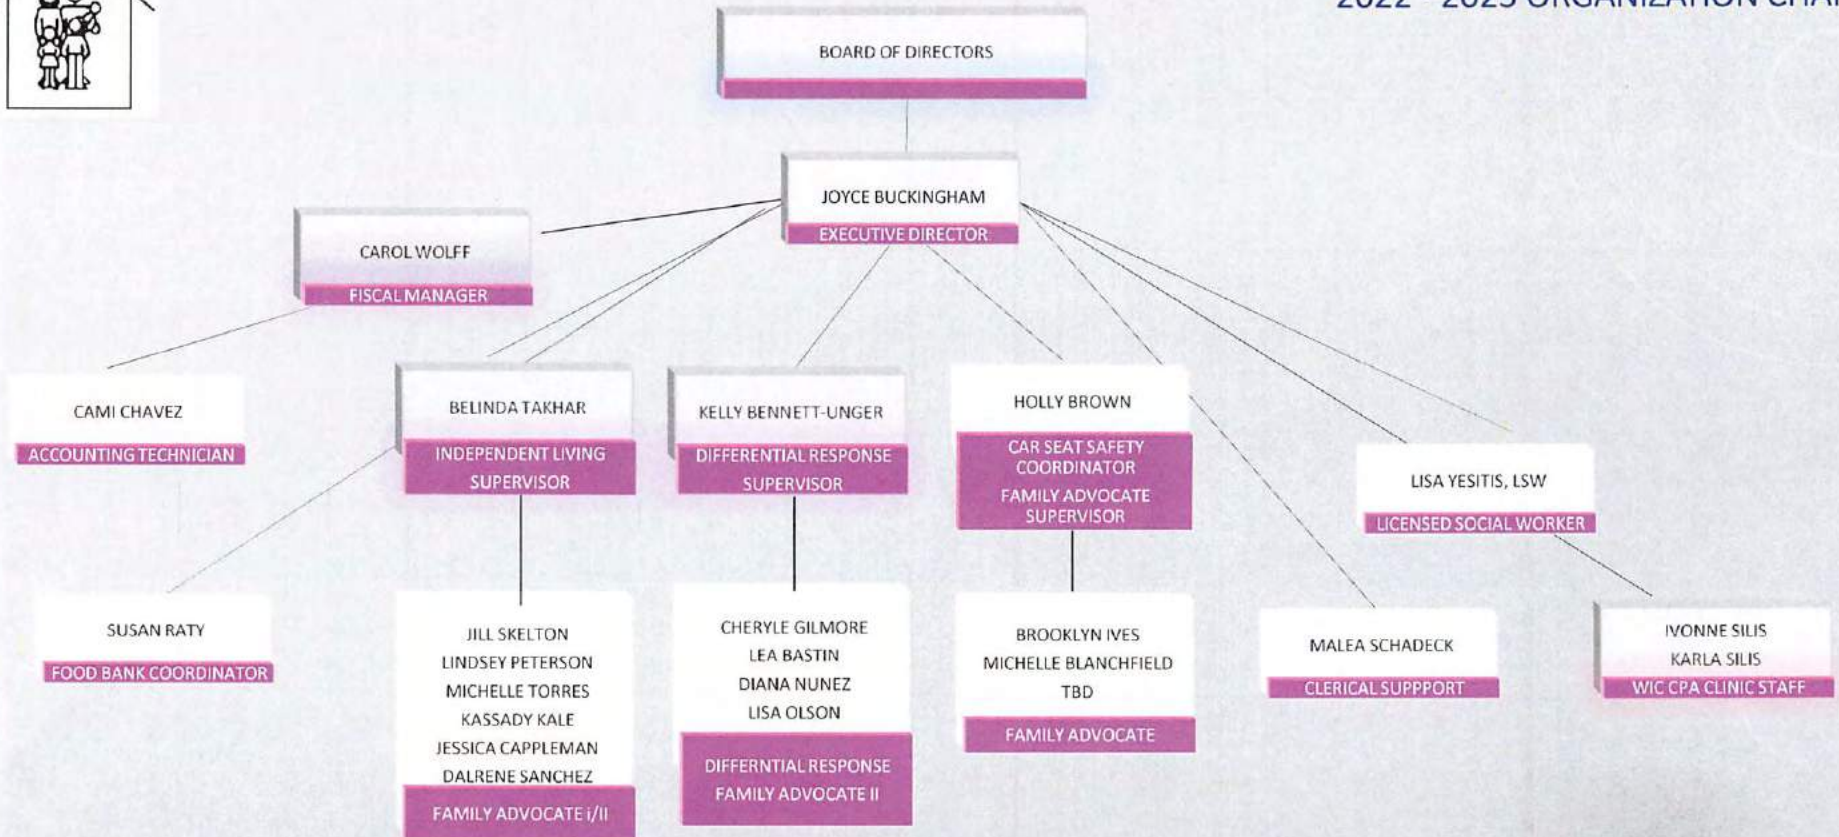 2022 - 2023 ORGANIZATION CHART
BOARD OF DIRECTORS
JOYCE BUCKINGHAM
EXECUTIVE DIRECTOR
CAROL WOLFF
FISCAL MANAGER
CAMI CHAVEZ
ACCOUNTING TECHNICIAN
BELINDA TAKHAR
INDEPENDENT LIVING
SUPERVISOR
KELLY BENNETT-UNGER
DIFFERENTIAL RESPONSE
SUPERVISOR
HOLLY BROWN
CAR SEAT SAFETY
COORDINATOR
FAMILY ADVOCATE
SUPERVISOR
LISA YESITIS, LSW
LICENSED SOCIAL WORKER
SUSAN RATY
FOOD BANK COORDINATOR
JILL SKELTON
LINDSEY PETERSON
MICHELLE TORRES
KASSADY KALE
JESSICA CAPPLEMAN
DALRENE SANCHEZ
FAMILY ADVOCATE i/II
CHERYLE GILMORE
LEA BASTIN
DIANA NUNEZ
LISA OLSON
DIFFERNTIAL RESPONSE
FAMILY ADVOCATE II
BROOKLYN IVES
MICHELLE BLANCHFIELD
TBD
FAMILY ADVOCATE
MALEA SCHADECK
CLERICAL SUPPPORT
IVONNE SILIS
KARLA SILIS
WIC CPA CLINIC STAFF